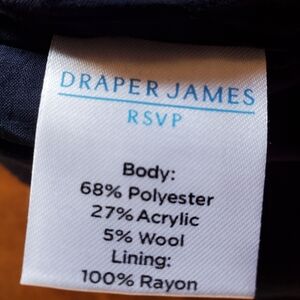 DRAPER JAMES
RSVP
Body:
68% Polyester
27% Acrylic
5% Wool
Lining:
100% Rayon